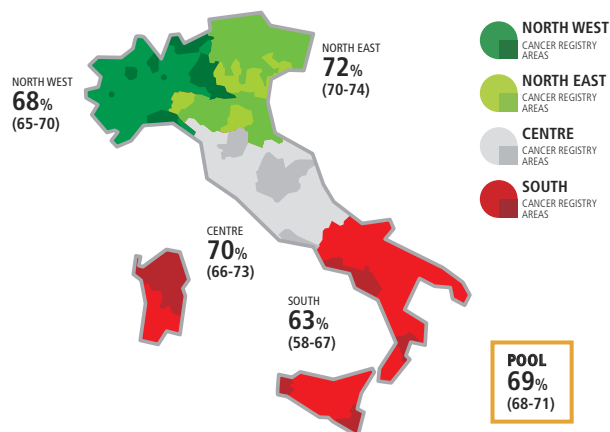 NORTH EAST
72%
(70-74)
NORTH WEST
68%
(65-70)
CENTRE
70%
(66-73)
SOUTH
63%
(58-67)
NORTH WEST
CANCER REGISTRY
AREAS
NORTH EAST
CANCER REGISTRY
AREAS
CENTRE
CANCER REGISTRY
AREAS
SOUTH
CANCER REGISTRY
AREAS
POOL
69%
(68-71)